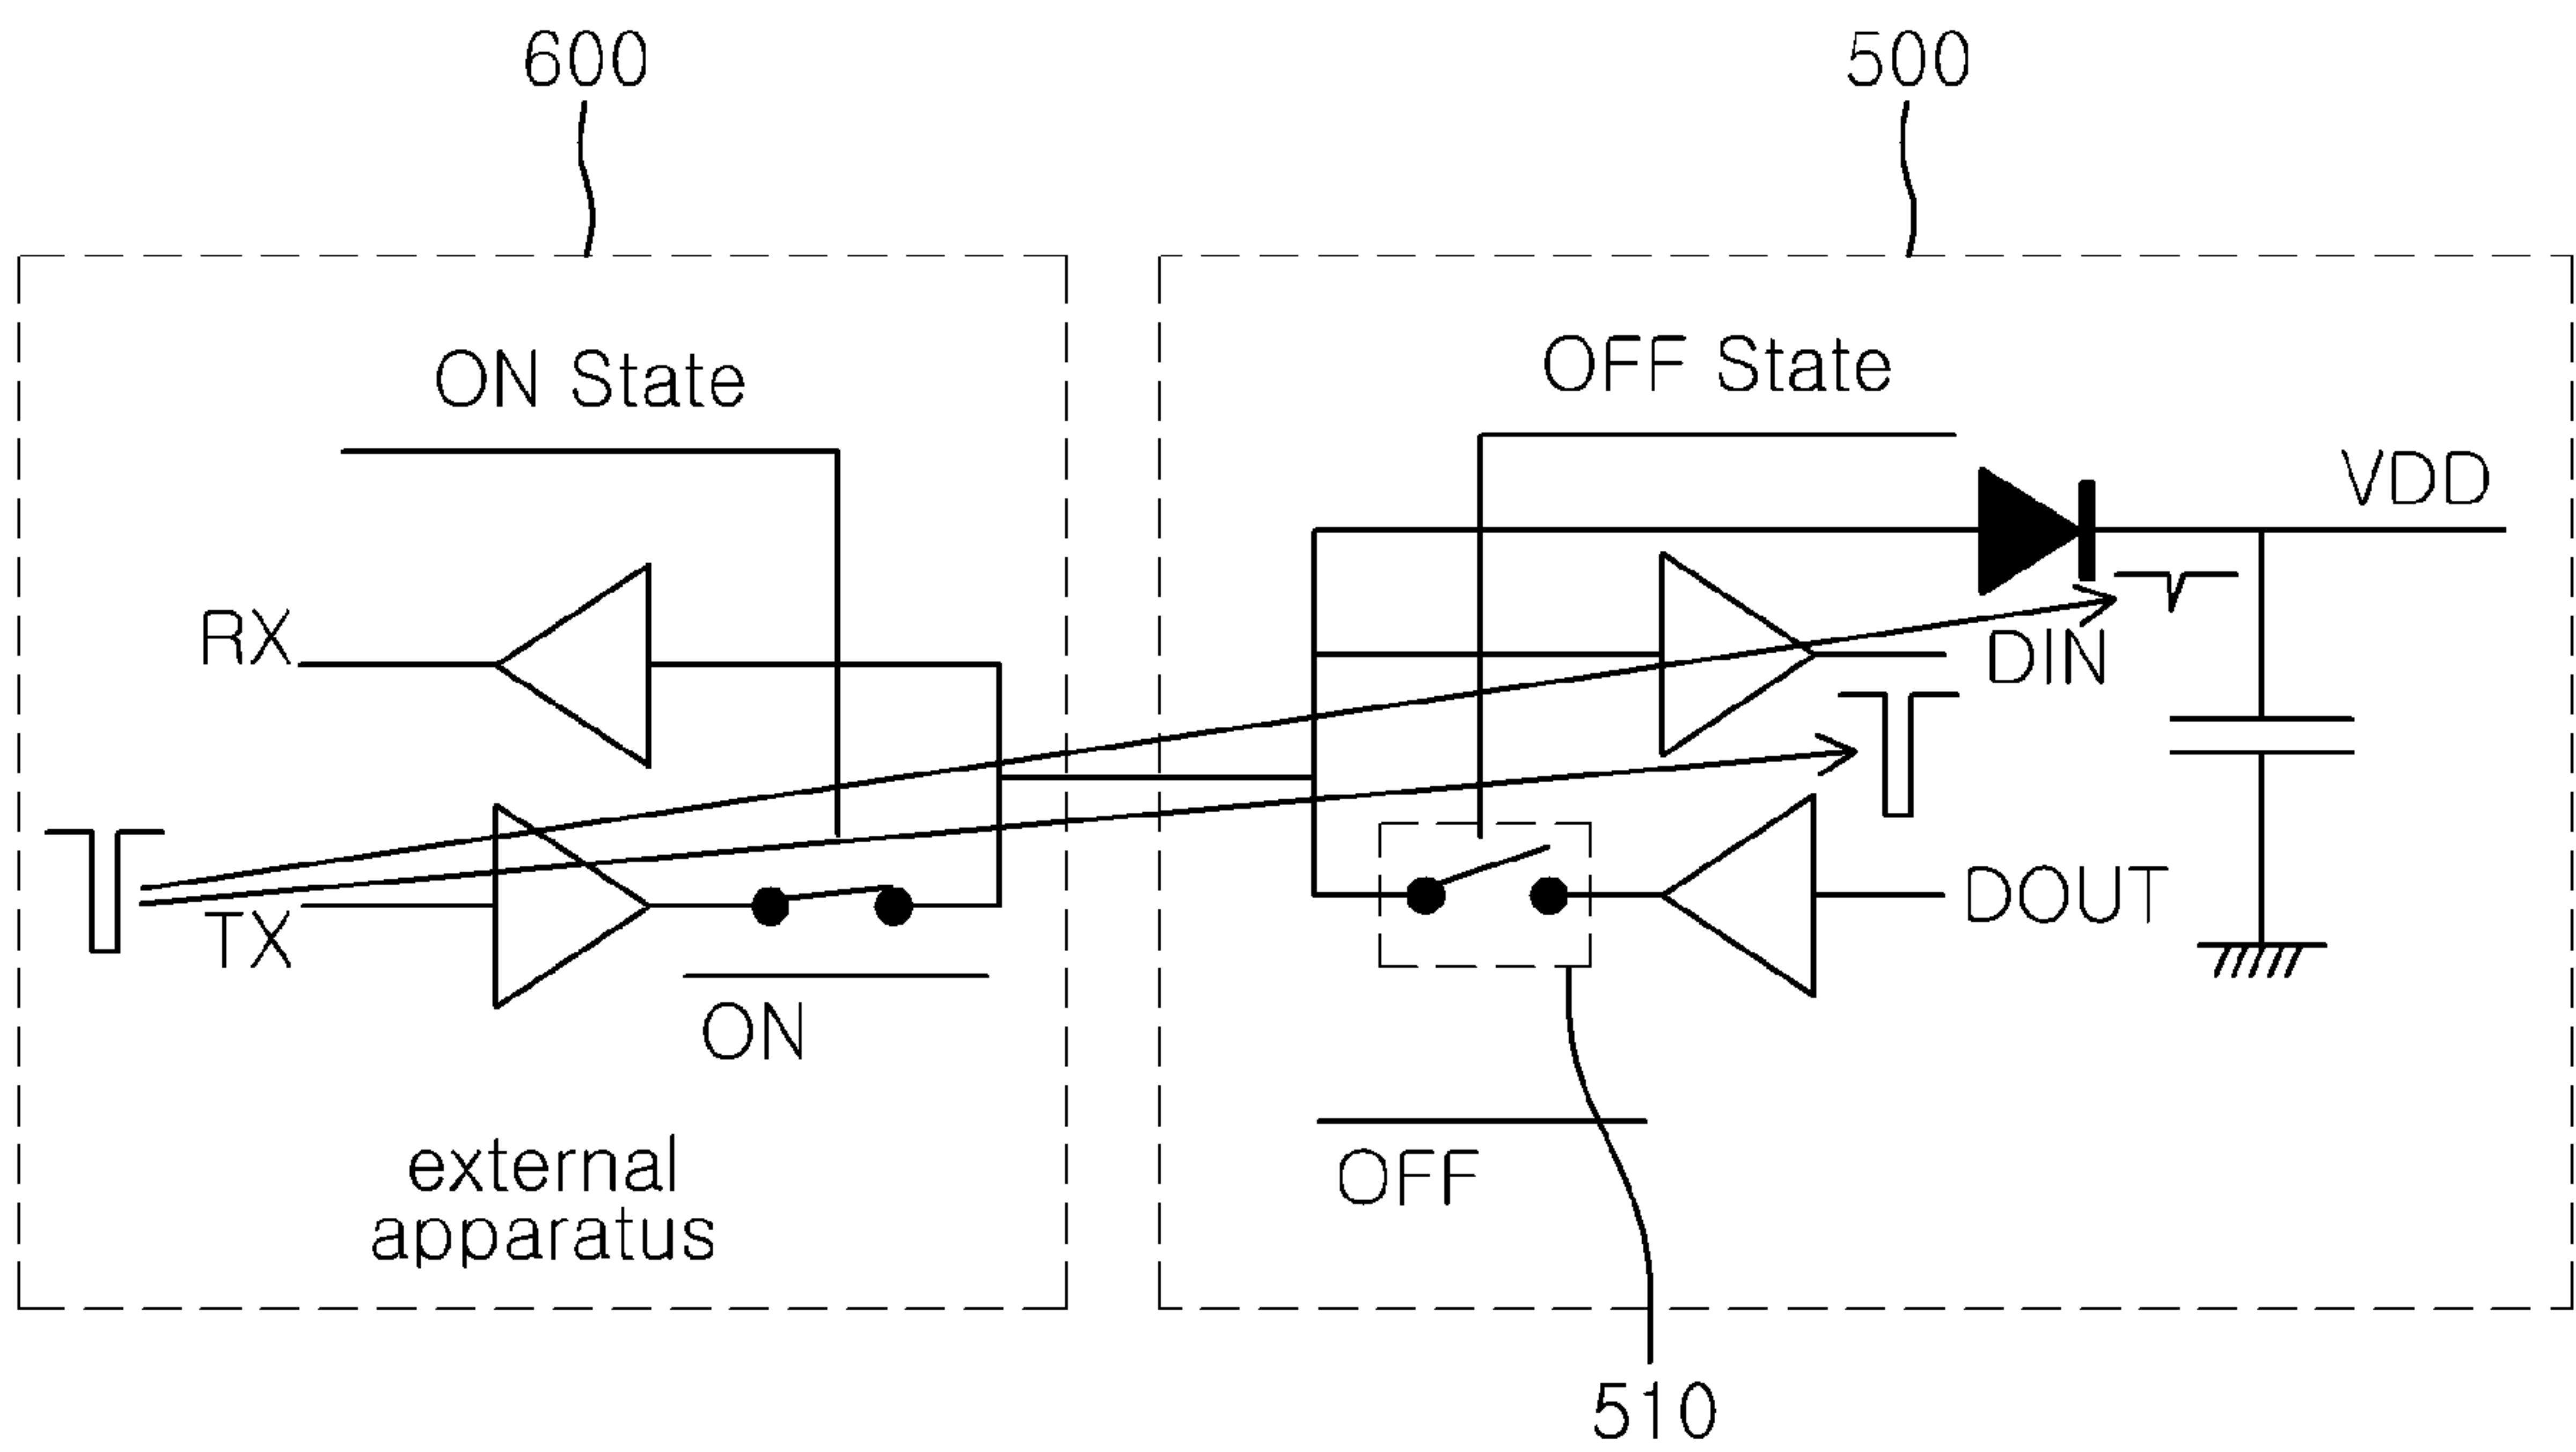 600
500
ON State
OFF State
VDD
RX
DIN
TX
DOUT
ON
OFF
external
apparatus
510